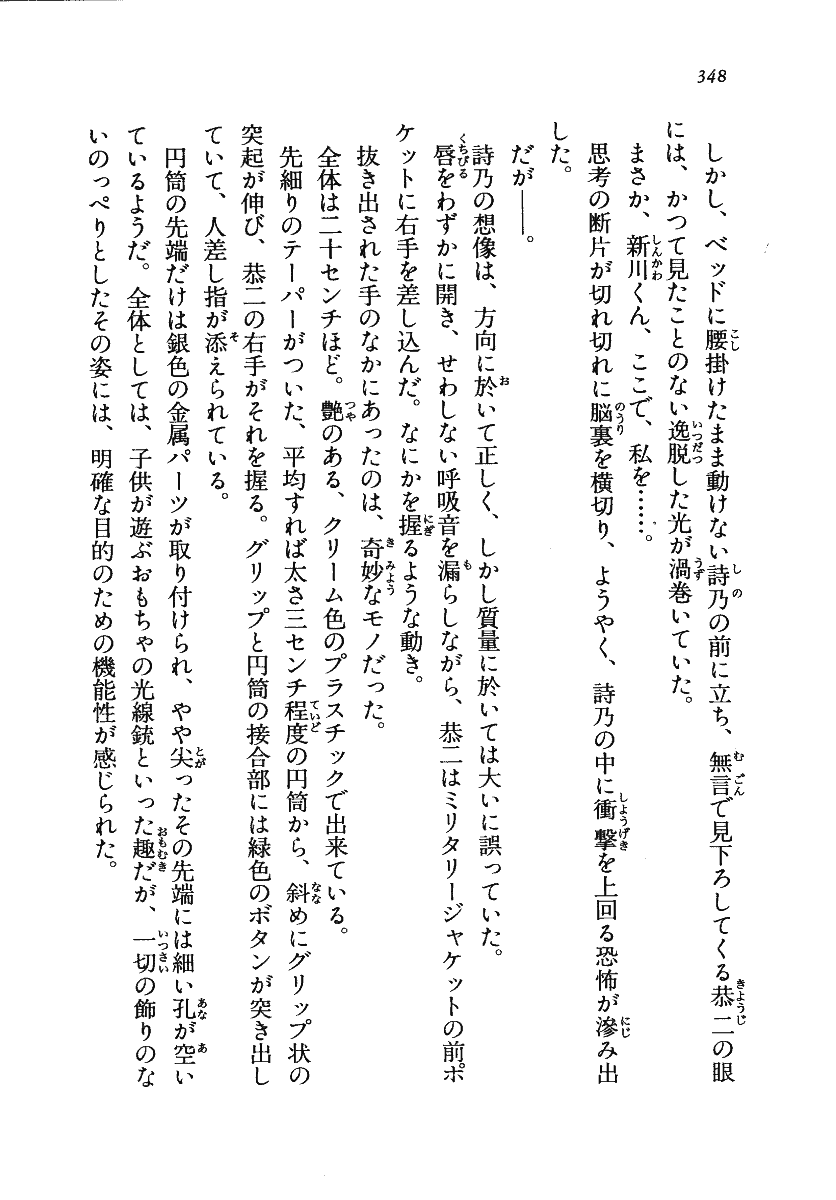 348
しかし、ベッドに腰掛けたまま動けない詩乃の前に立ち、無言で見下ろしてくる恭二の眼
には、かつて見たことのない逸脱した光が渦巻いていた。
まさか、新川くん、ここで、私を……。
思考の断片が切れ切れに脳裏を横切り、ようやく、詩乃の中に衝撃を上回る恐怖が滲み出
した。
だが――。
詩乃の想像は、方向に於いて正しく、しかし質量に於いては大いに誤っていた。
唇をわずかに開き、せわしない呼吸音を漏らしながら、恭二はミリタリージャケットの前ポ
ケットに右手を差し込んだ。なにかを握るような動き。
抜き出された手のなかにあったのは、奇妙なモノだった。
全体は二十センチほど。艶のある、クリーム色のプラスチックで出来ている。
先細りのテーパーがついた、平均すれば太さ三センチ程度の円筒から、斜めにグリップ状の
突起が伸び、恭二の右手がそれを握る。グリップと円筒の接合部には緑色のボタンが突き出し
ていて、人差し指が添えられている。
円筒の先端だけは銀色の金属パーツが取り付けられ、やや尖ったその先端には細い孔が空い
ているようだ。全体としては、子供が遊ぶおもちゃの光線銃といった趣だが、一切の飾りのな
いのっぺりとしたその姿には、明確な目的のための機能性が感じられた。